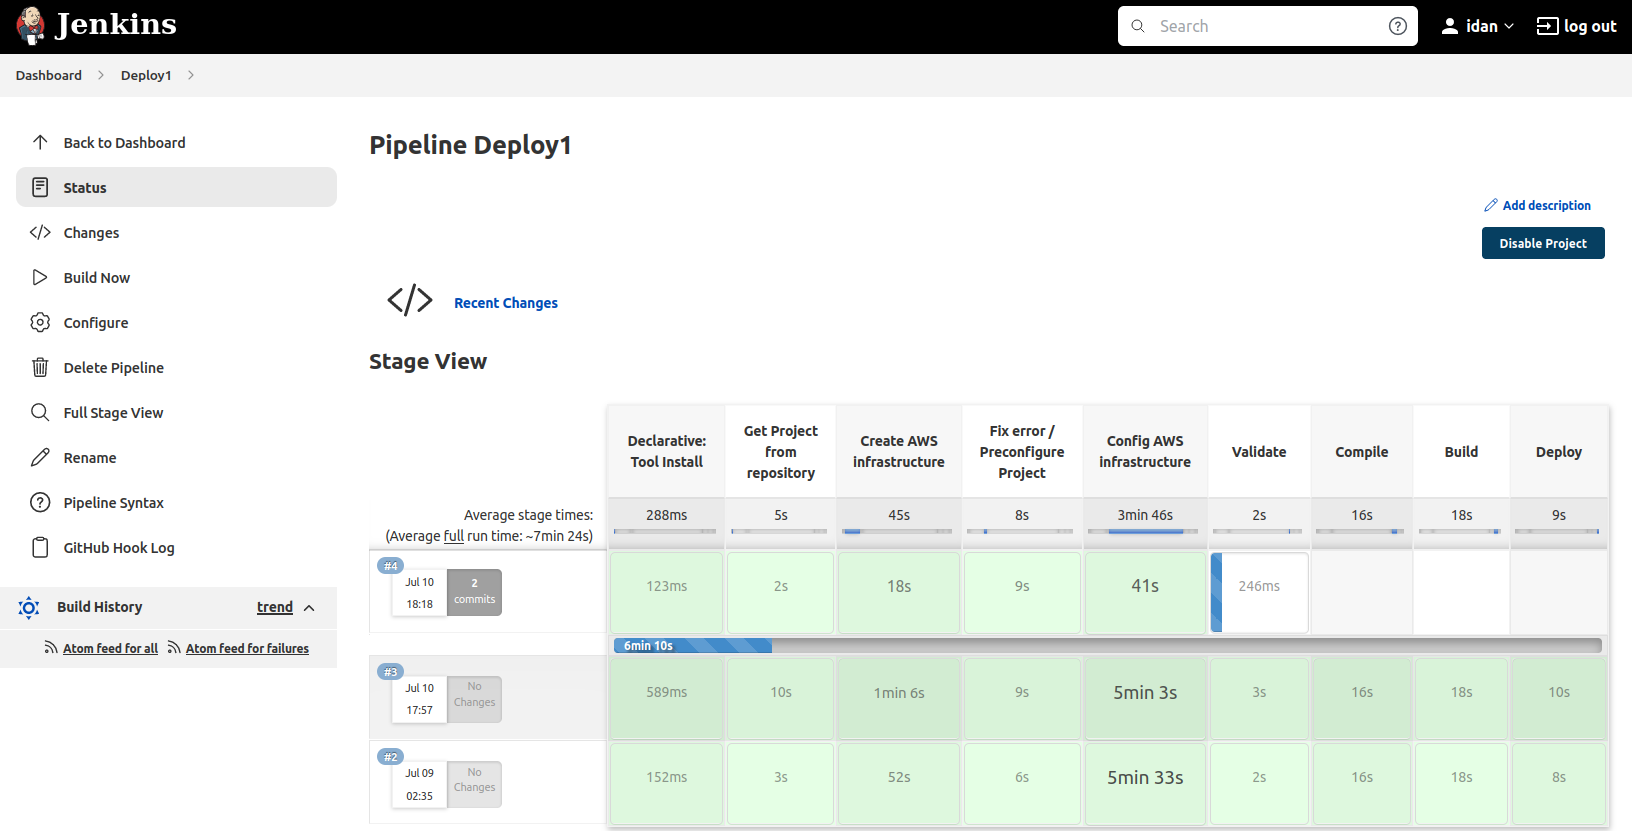 Jenkins
Search
idan
log out
Dashboard
Deploy1
Back to Dashboard
Status
Changes
Build Now
Configure
Delete Pipeline
Full Stage View
Rename
Pipeline Syntax
GitHub Hook Log
Build History
trend
Atom feed for all
Atom feed for failures
Pipeline Deploy1
Add description
Disable Project
Recent Changes
Stage View
Declarative:
Tool Install
Get Project
from
repository
Create AWS
infrastructure
Fix error /
Preconfigure
Project
Config AWS
infrastructure
Validate
Compile
Build
Deploy
Average stage times:
(Average full run time: ~7min 24s)
288ms
5s
45s
8s
3min 46s
2s
16s
18s
9s
#4
Jul 10
18:18
2
commits
123ms
2s
18s
9s
41s
246ms
6min 10s
#3
Jul 10
17:57
No
Changes
589ms
10s
1min 6s
9s
5min 3s
3s
16s
18s
10s
#2
Jul 09
02:35
No
Changes
152ms
3s
52s
6s
5min 33s
2s
16s
18s
8s